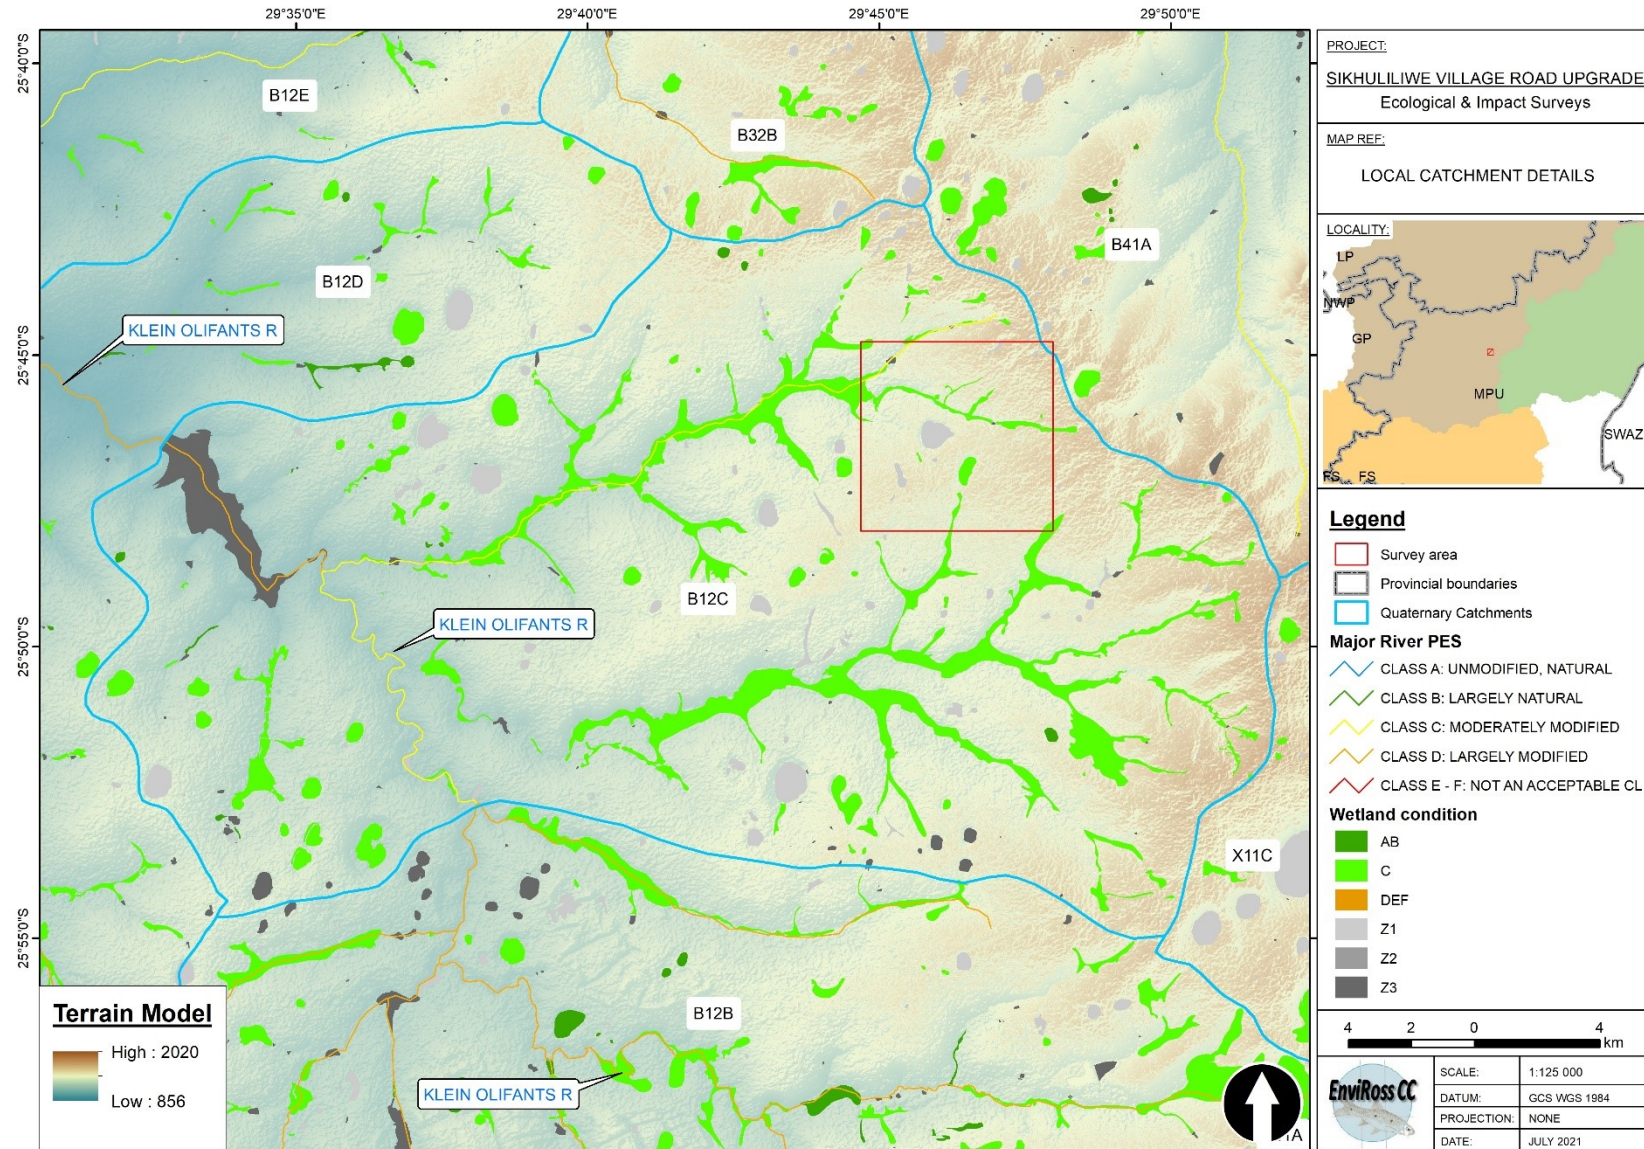 29°35'0"E
29°40'0"E
29°45'0"E
29°50'0"E
25°40'0"S
25°45'0"S
25°50'0"S
25°55'0"S
B12E
B32B
B41A
B12D
KLEIN OLIFANTS R
B12C
KLEIN OLIFANTS R
X11C
B12B
KLEIN OLIFANTS R
Terrain Model
High : 2020
Low : 856
PROJECT:
SIKHULILIWE VILLAGE ROAD UPGRADE
Ecological & Impact Surveys
MAP REF:
LOCAL CATCHMENT DETAILS
LOCALITY:
LP
NWP
GP
MPU
SWAZ
FS FS
Legend
Survey area
Provincial boundaries
Quaternary Catchments
Major River PES
CLASS A: UNMODIFIED, NATURAL
CLASS B: LARGELY NATURAL
CLASS C: MODERATELY MODIFIED
CLASS D: LARGELY MODIFIED
CLASS E - F: NOT AN ACCEPTABLE CL
Wetland condition
AB
C
DEF
Z1
Z2
Z3
4 2 0 4
km
EnviRoss CC
SCALE: 1:125 000
DATUM: GCS WGS 1984
PROJECTION: NONE
DATE: JULY 2021